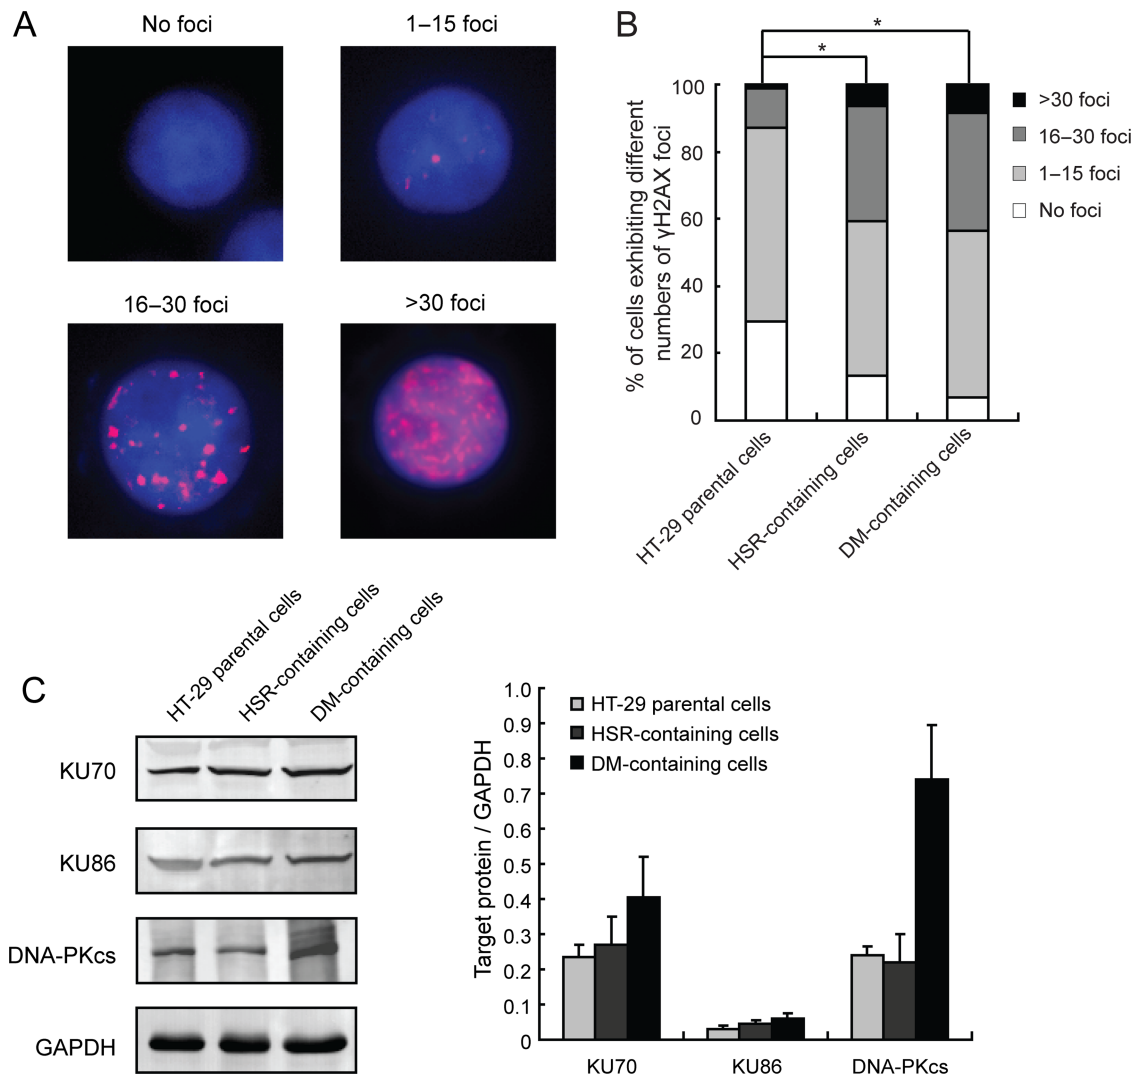 A
No foci
1–15 foci
16–30 foci
>30 foci
B
*
*
% of cells exhibiting different
numbers of γH2AX foci
100
80
60
40
20
0
>30 foci
16–30 foci
1–15 foci
No foci
HT-29 parental cells
HSR-containing cells
DM-containing cells
C
HT-29 parental cells
HSR-containing cells
DM-containing cells
KU70
KU86
DNA-PKcs
GAPDH
Target protein / GAPDH
1.0
0.9
0.8
0.7
0.6
0.5
0.4
0.3
0.2
0.1
0
HT-29 parental cells
HSR-containing cells
DM-containing cells
KU70
KU86
DNA-PKcs